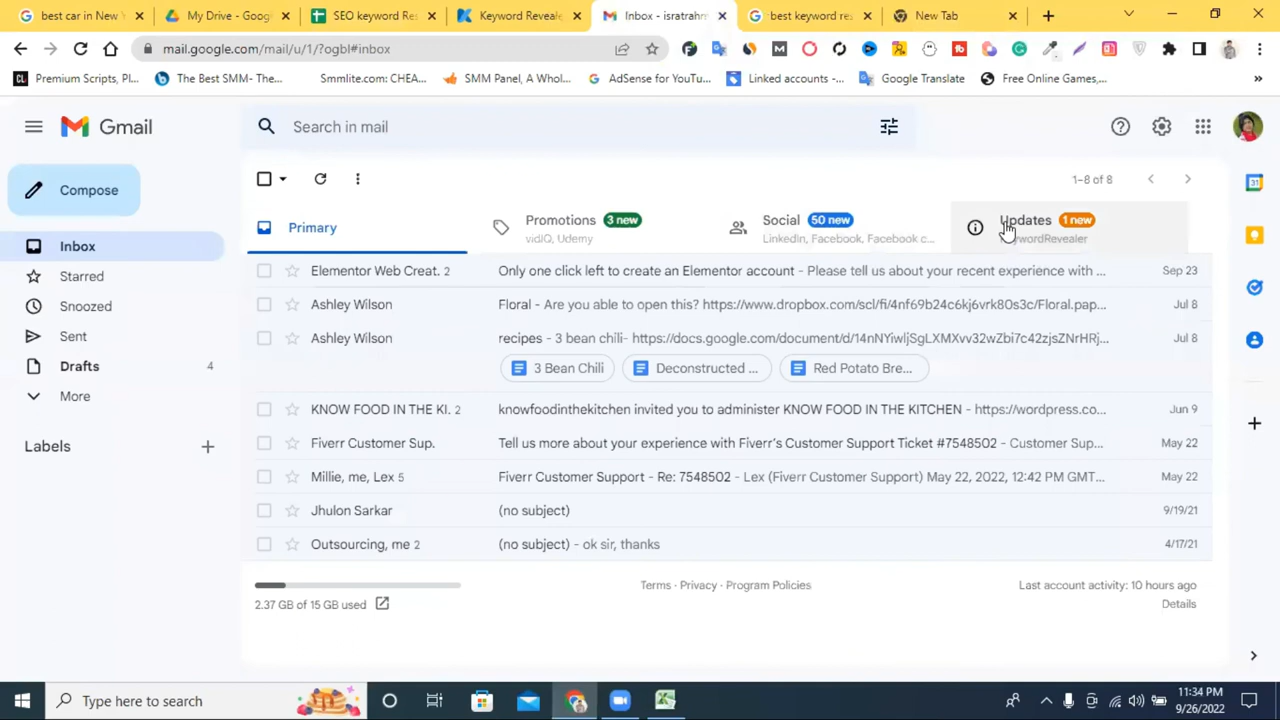 best car in New Y
My Drive - Googl
SEO keyword Res
Keyword Reveale
Inbox - isratrahm
best keyword re
New Tab
mail.google.com/mail/u/1/?ogbl#inbox
Premium Scripts, Pl...
The Best SMM- The...
Smmlite.com: CHEA...
SMM Panel, A Whol...
AdSense for YouTu...
Linked accounts -...
Google Translate
Free Online Games,...
Gmail
Search in mail
Compose
1–8 of 8
Inbox
Starred
Snoozed
Sent
Drafts 4
More
Labels
Primary
Promotions 3 new
vidIQ, Udemy
Social 50 new
LinkedIn, Facebook, Facebook c...
Updates 1 new
Elementor Web Creat. 2 Only one click left to create an Elementor account - Please tell us about your recent experience with ... Sep 23
Ashley Wilson Floral - Are you able to open this? https://www.dropbox.com/scl/fi/4nf69b24c6kj6vrk80s3c/Floral.pap... Jul 8
Ashley Wilson recipes - 3 bean chili- https://docs.google.com/document/d/14nNYiwljSgLXMXvv32wZbi7c42zjsZNrHRj... Jul 8
3 Bean Chili Deconstructed ... Red Potato Bre...
KNOW FOOD IN THE KI. 2 knowfoodinthekitchen invited you to administer KNOW FOOD IN THE KITCHEN - https://wordpress.co... Jun 9
Fiverr Customer Sup. Tell us more about your experience with Fiverr's Customer Support Ticket #7548502 - Customer Sup... May 22
Millie, me, Lex 5 Fiverr Customer Support - Re: 7548502 - Lex (Fiverr Customer Support) May 22, 2022, 12:42 PM GMT... May 22
Jhulon Sarkar (no subject) 9/19/21
Outsourcing, me 2 (no subject) - ok sir, thanks 4/17/21
2.37 GB of 15 GB used
Terms · Privacy · Program Policies
Last account activity: 10 hours ago
Details
Type here to search
11:34 PM
9/26/2022